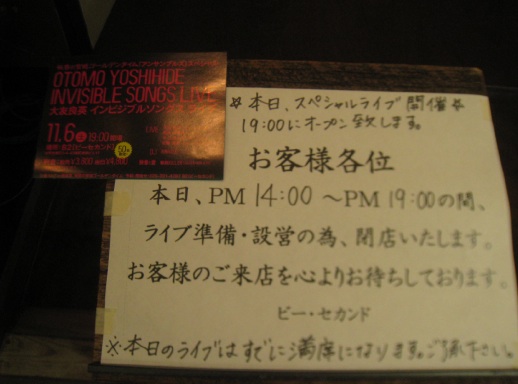 OTOMO YOSHIHIDE
INVISIBLE SONGS LIVE
大友良英 インビジブルソングス
11.6 土 19:00
☆本日、スペシャルライブ開催☆
19:00にオープン致します。
お客様各位
本日、PM 14:00 ~PM 19:00の間、
ライブ準備・設営の為、閉店いたします。
お客様のご来店を心よりお待ちしております。
ビー・セカンド
※本日のライブはすでに満席になります。ご了承下さい。